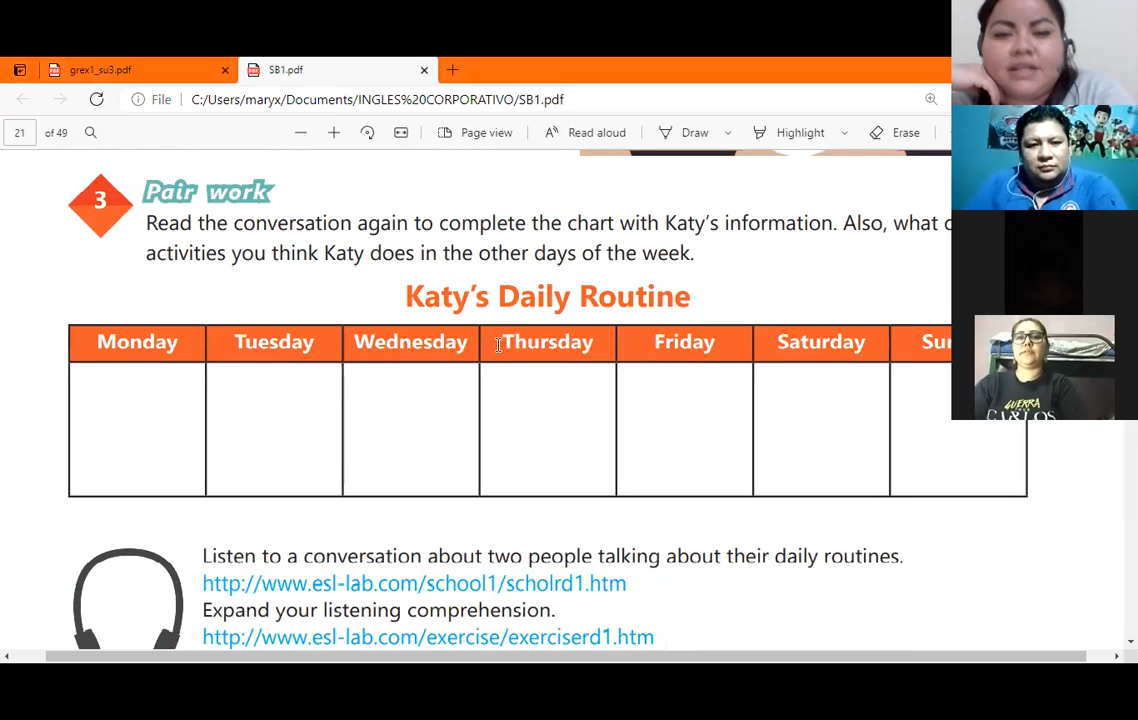 grex1_su3.pdf
SB1.pdf
File C:/Users/maryx/Documents/INGLES%20CORPORATIVO/SB1.pdf
21 of 49 Page view Read aloud Draw Highlight Erase
3 Pair work
Read the conversation again to complete the chart with Katy's information. Also, what
activities you think Katy does in the other days of the week.
Katy's Daily Routine
Monday Tuesday Wednesday Thursday Friday Saturday
Listen to a conversation about two people talking about their daily routines.
http://www.esl-lab.com/school1/scholrd1.htm
Expand your listening comprehension.
http://www.esl-lab.com/exercise/exerciserd1.htm
GUERRA